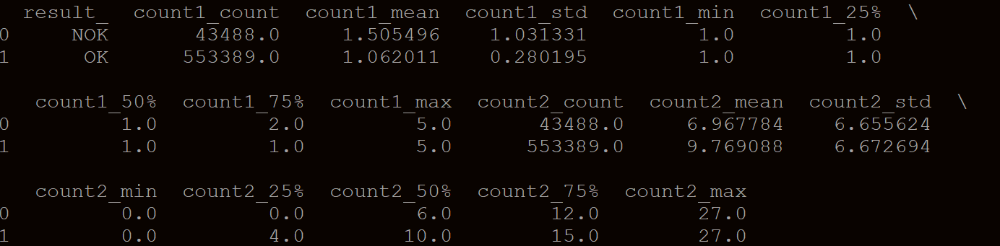 result_ count1_count count1_mean count1_std count1_min count1_25% \
0 NOK 43488.0 1.505496 1.031331 1.0 1.0
1 OK 553389.0 1.062011 0.280195 1.0 1.0
count1_50% count1_75% count1_max count2_count count2_mean count2_std \
0 1.0 2.0 5.0 43488.0 6.967784 6.655624
1 1.0 1.0 5.0 553389.0 9.769088 6.672694
count2_min count2_25% count2_50% count2_75% count2_max
0 0.0 0.0 6.0 12.0 27.0
1 0.0 4.0 10.0 15.0 27.0